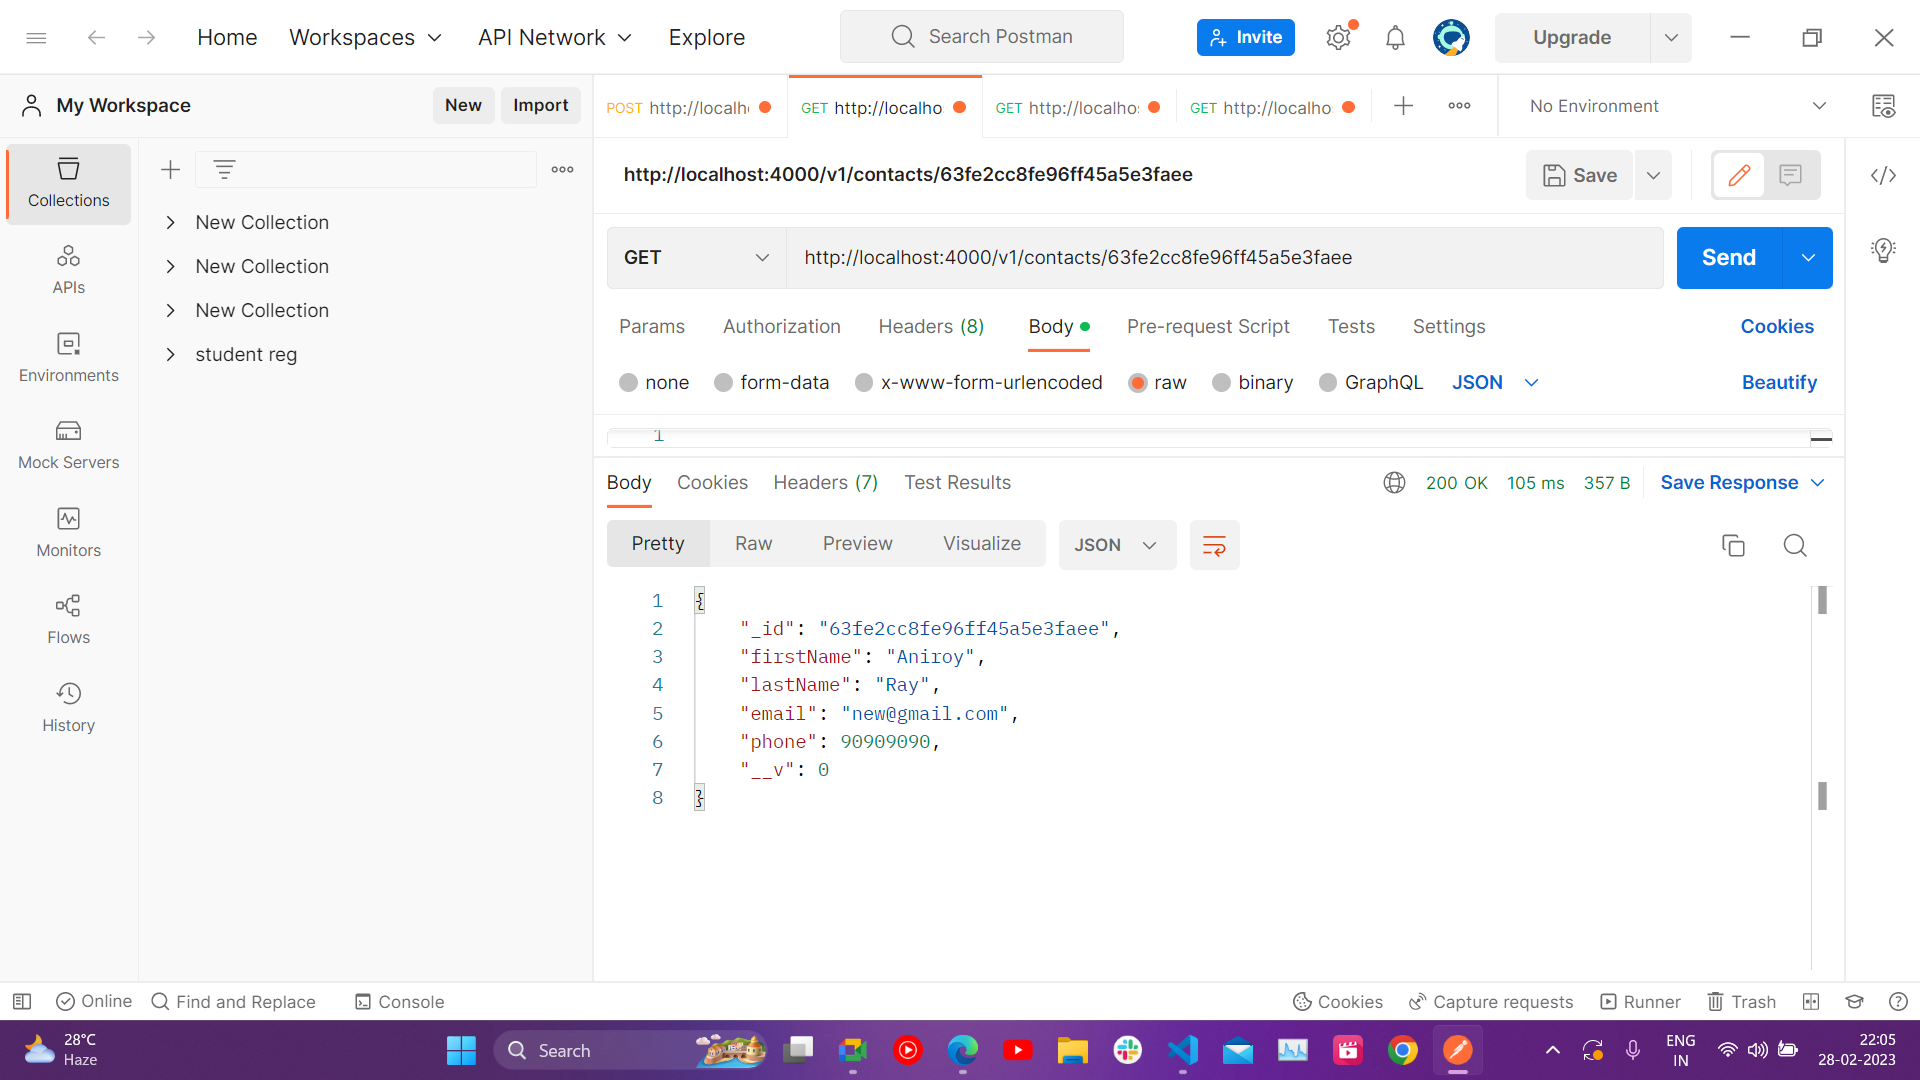 Home Workspaces API Network Explore Search Postman Invite Upgrade
My Workspace New Import POST http://localh GET http://localho GET http://localho GET http://localho No Environment
Collections
APIs
Environments
Mock Servers
Monitors
Flows
History
New Collection
New Collection
New Collection
student reg
http://localhost:4000/v1/contacts/63fe2cc8fe96ff45a5e3faee Save
GET http://localhost:4000/v1/contacts/63fe2cc8fe96ff45a5e3faee Send
Params Authorization Headers (8) Body Pre-request Script Tests Settings Cookies
none form-data x-www-form-urlencoded raw binary GraphQL JSON Beautify
1
Body Cookies Headers (7) Test Results 200 OK 105 ms 357 B Save Response
Pretty Raw Preview Visualize JSON
1 {
2 "_id": "63fe2cc8fe96ff45a5e3faee",
3 "firstName": "Aniroy",
4 "lastName": "Ray",
5 "email": "new@gmail.com",
6 "phone": 90909090,
7 "__v": 0
8 }
Online Find and Replace Console Cookies Capture requests Runner Trash
28°C
Haze
Search
ENG
IN
22:05
28-02-2023